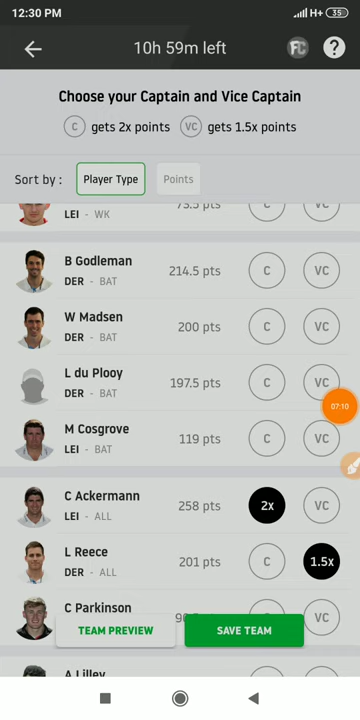 12:30 PM
H+ 35
10h 59m left
FC ?
Choose your Captain and Vice Captain
C gets 2x points VC gets 1.5x points
Sort by : Player Type Points
LEI - WK 73.5 pts C VC
B Godleman
DER - BAT 214.5 pts C VC
W Madsen
DER - BAT 200 pts C VC
L du Plooy
DER - BAT 197.5 pts C VC
07:10
M Cosgrove
LEI - BAT 119 pts C VC
C Ackermann
LEI - ALL 258 pts 2x VC
L Reece
DER - ALL 201 pts C 1.5x
C Parkinson
TEAM PREVIEW SAVE TEAM
A Lilley